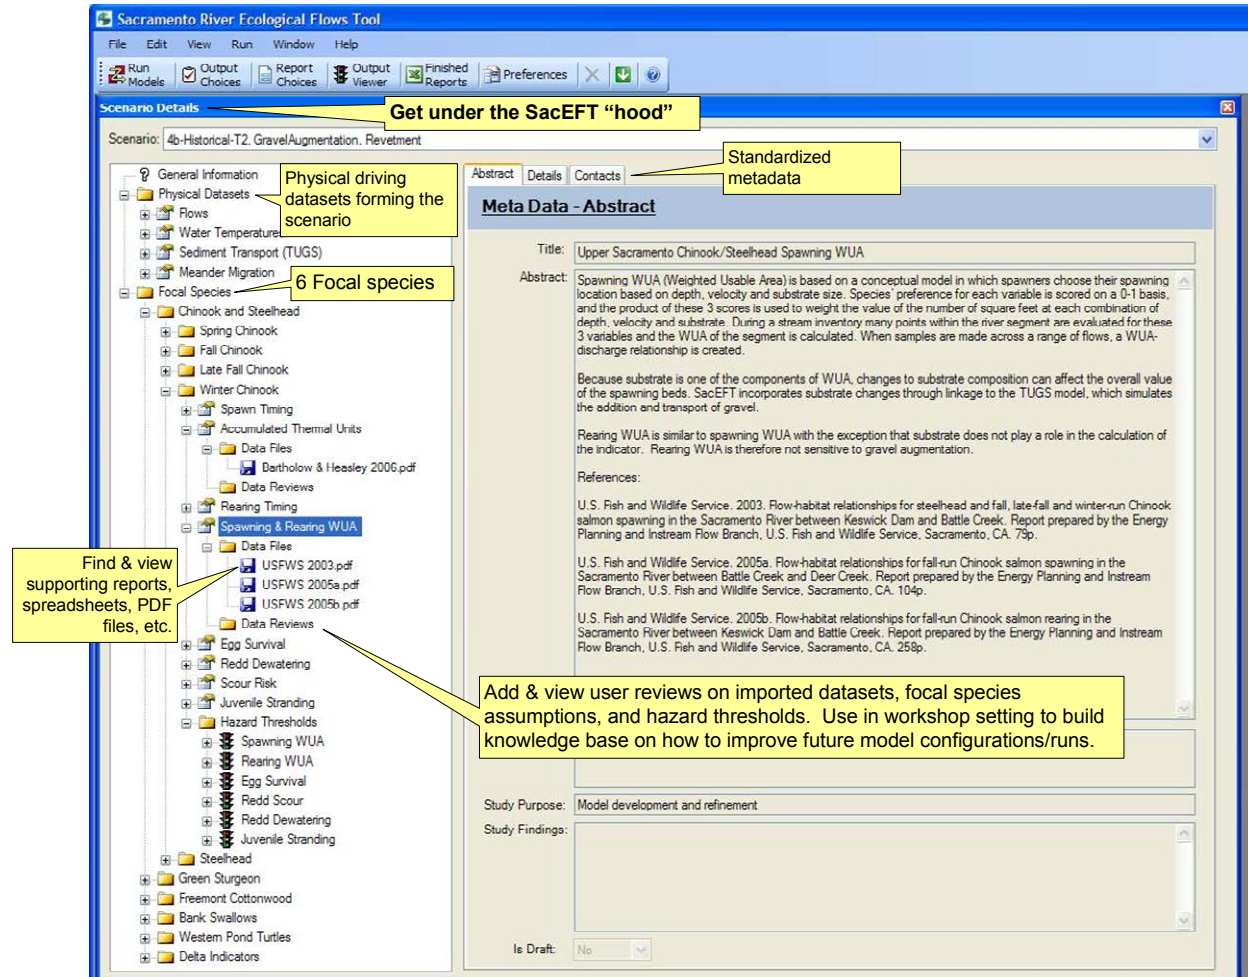 Sacramento River Ecological Flows Tool
File Edit View Run Window Help
Run Models
Output Choices
Report Choices
Output Viewer
Finished Reports
Preferences
Scenario Details
Get under the SacEFT “hood”
Scenario: 4b-Historical-T2. GravelAugmentation. Revetment
General Information
Physical Datasets
Flows
Water Temperatures
Sediment Transport (TUGS)
Meander Migration
Focal Species
Chinook and Steelhead
Spring Chinook
Fall Chinook
Late Fall Chinook
Winter Chinook
Spawn Timing
Accumulated Thermal Units
Data Files
Bartholow & Heasley 2006.pdf
Data Reviews
Rearing Timing
Spawning & Rearing WUA
Data Files
USFWS 2003.pdf
USFWS 2005a.pdf
USFWS 2005b.pdf
Data Reviews
Egg Survival
Redd Dewatering
Scour Risk
Juvenile Stranding
Hazard Thresholds
Spawning WUA
Rearing WUA
Egg Survival
Redd Scour
Redd Dewatering
Juvenile Stranding
Steelhead
Green Sturgeon
Freemont Cottonwood
Bank Swallows
Western Pond Turtles
Delta Indicators
Physical driving
datasets forming the
scenario
6 Focal species
Find & view
supporting reports,
spreadsheets, PDF
files, etc.
Standardized
metadata
Abstract Details Contacts
Meta Data - Abstract
Title: Upper Sacramento Chinook/Steelhead Spawning WUA
Abstract: Spawning WUA (Weighted Usable Area) is based on a conceptual model in which spawners choose their spawning
location based on depth, velocity and substrate size. Species' preference for each variable is scored on a 0-1 basis,
and the product of these 3 scores is used to weight the value of the number of square feet at each combination of
depth, velocity and substrate. During a stream inventory many points within the river segment are evaluated for these
3 variables and the WUA of the segment is calculated. When samples are made across a range of flows, a WUA-
discharge relationship is created.
Because substrate is one of the components of WUA, changes to substrate composition can affect the overall value
of the spawning beds. SacEFT incorporates substrate changes through linkage to the TUGS model, which simulates
the addition and transport of gravel.
Rearing WUA is similar to spawning WUA with the exception that substrate does not play a role in the calculation of
the indicator. Rearing WUA is therefore not sensitive to gravel augmentation.
References:
U.S. Fish and Wildlife Service. 2003. Flow-habitat relationships for steelhead and fall, late-fall and winter-run Chinook
salmon spawning in the Sacramento River between Keswick Dam and Battle Creek. Report prepared by the Energy
Planning and Instream Flow Branch, U.S. Fish and Wildlife Service, Sacramento, CA. 79p.
U.S. Fish and Wildlife Service. 2005a. Flow-habitat relationships for fall-run Chinook salmon spawning in the
Sacramento River between Battle Creek and Deer Creek. Report prepared by the Energy Planning and Instream
Flow Branch, U.S. Fish and Wildlife Service, Sacramento, CA. 104p.
U.S. Fish and Wildlife Service. 2005b. Flow-habitat relationships for fall-run Chinook salmon rearing in the
Sacramento River between Keswick Dam and Battle Creek. Report prepared by the Energy Planning and Instream
Flow Branch, U.S. Fish and Wildlife Service, Sacramento, CA. 258p.
Add & view user reviews on imported datasets, focal species
assumptions, and hazard thresholds. Use in workshop setting to build
knowledge base on how to improve future model configurations/runs.
Study Purpose: Model development and refinement
Study Findings:
Is Draft: No